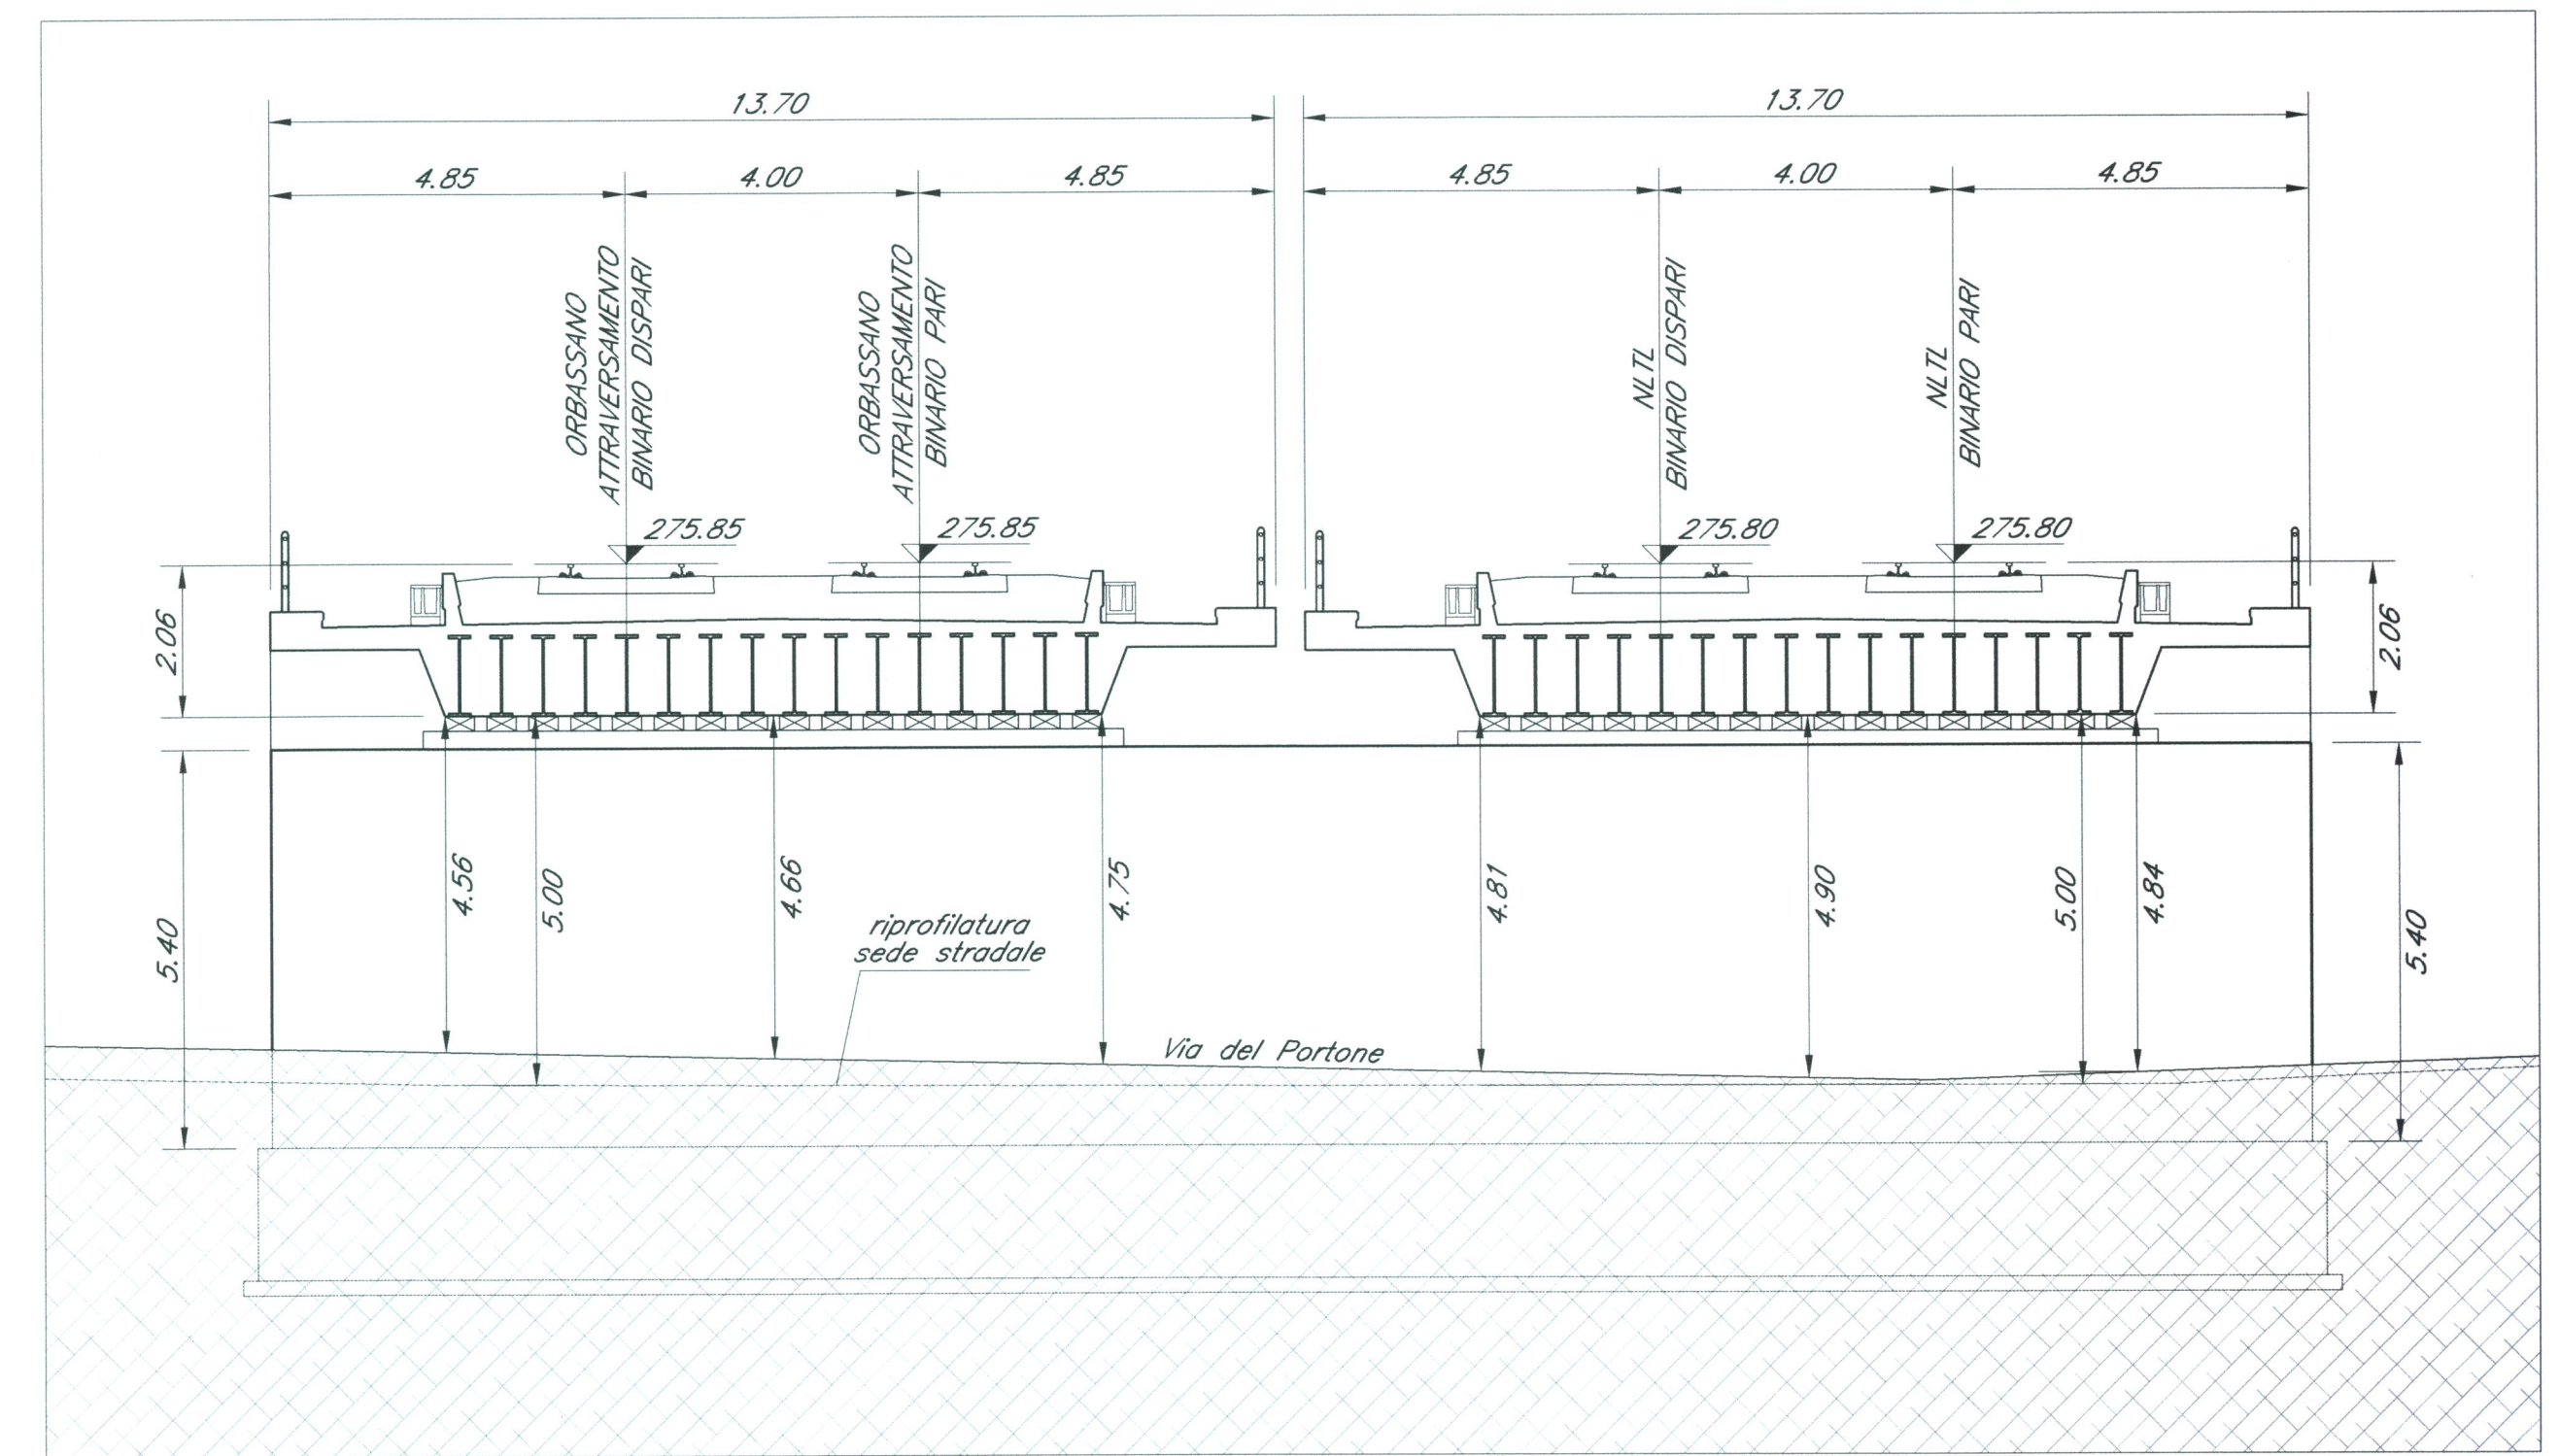 13.70
13.70
4.85
4.00
4.85
4.85
4.00
4.85
ORBASSANO
ATTRAVERSAMENTO
BINARIO DISPARI
ORBASSANO
ATTRAVERSAMENTO
BINARIO PARI
NLTL
BINARIO DISPARI
NLTL
BINARIO PARI
275.85
275.85
275.80
275.80
2.06
2.06
5.40
4.56
5.00
4.66
4.75
4.81
4.90
5.00
4.84
5.40
riprofilatura
sede stradale
Via del Portone